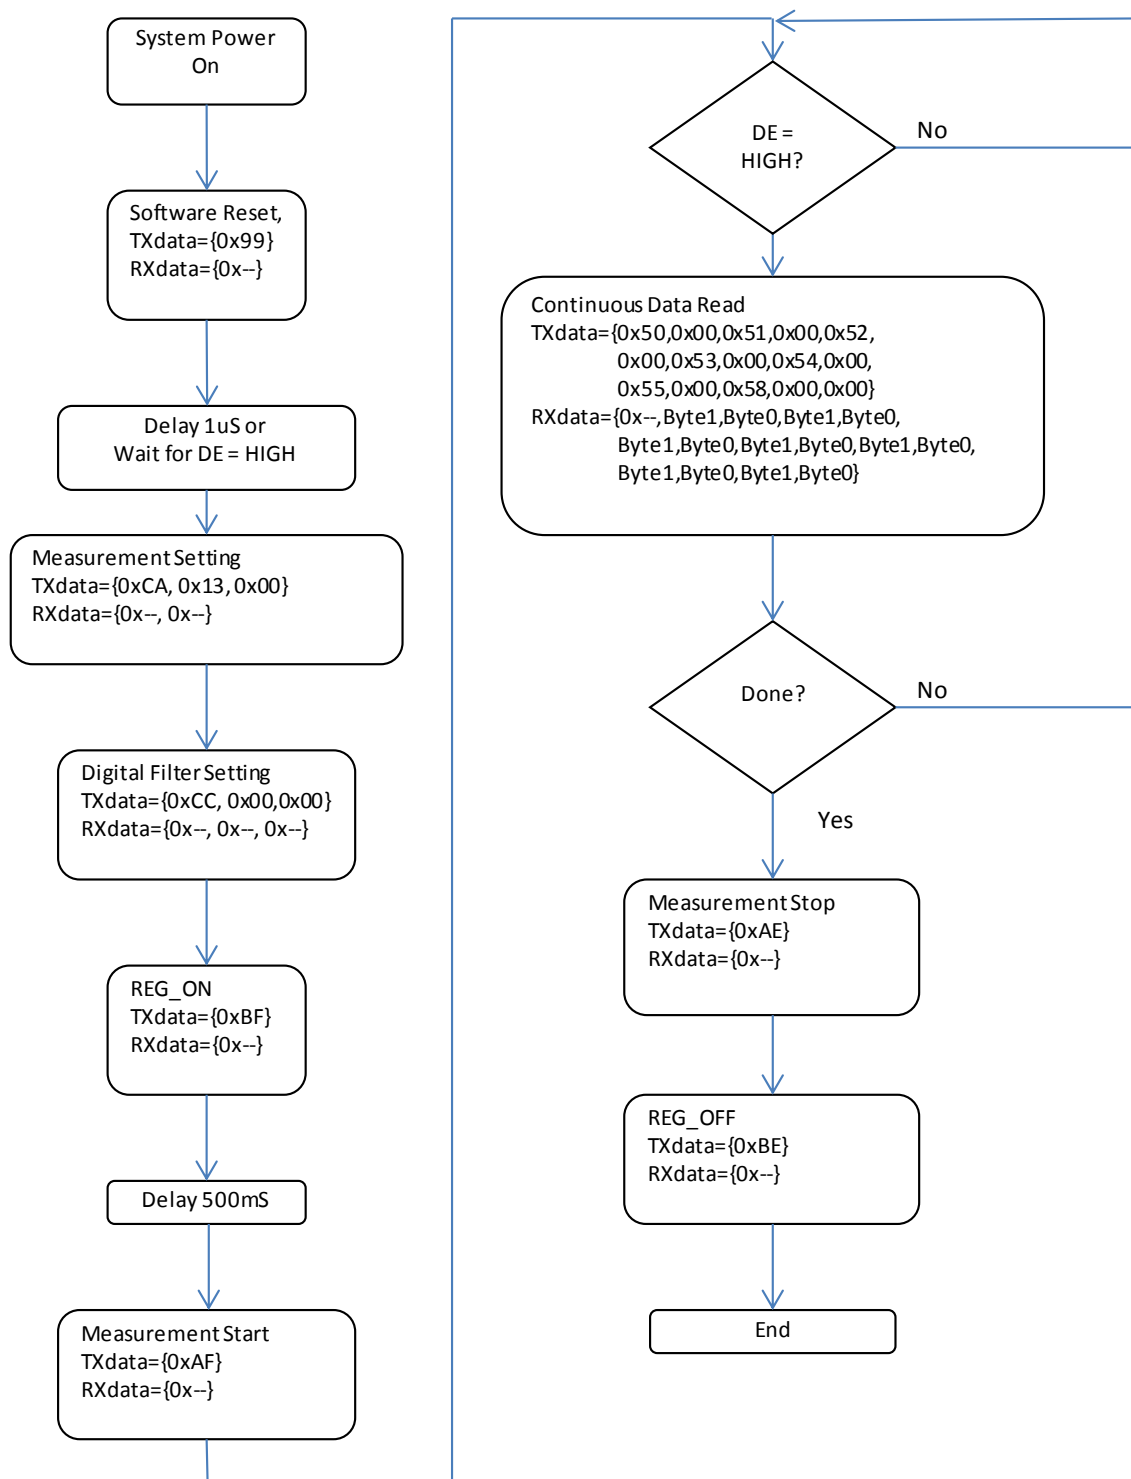 System Power
On
Software Reset,
TXdata={0x99}
RXdata={0x--}
Delay 1uS or
Wait for DE = HIGH
Measurement Setting
TXdata={0xCA, 0x13, 0x00}
RXdata={0x--, 0x--}
Digital Filter Setting
TXdata={0xCC, 0x00,0x00}
RXdata={0x--, 0x--, 0x--}
REG_ON
TXdata={0xBF}
RXdata={0x--}
Delay 500mS
Measurement Start
TXdata={0xAF}
RXdata={0x--}
DE =
HIGH?
No
Continuous Data Read
TXdata={0x50,0x00,0x51,0x00,0x52,
0x00,0x53,0x00,0x54,0x00,
0x55,0x00,0x58,0x00,0x00}
RXdata={0x--,Byte1,Byte0,Byte1,Byte0,
Byte1,Byte0,Byte1,Byte0,Byte1,Byte0,
Byte1,Byte0,Byte1,Byte0}
Done?
No
Yes
Measurement Stop
TXdata={0xAE}
RXdata={0x--}
REG_OFF
TXdata={0xBE}
RXdata={0x--}
End